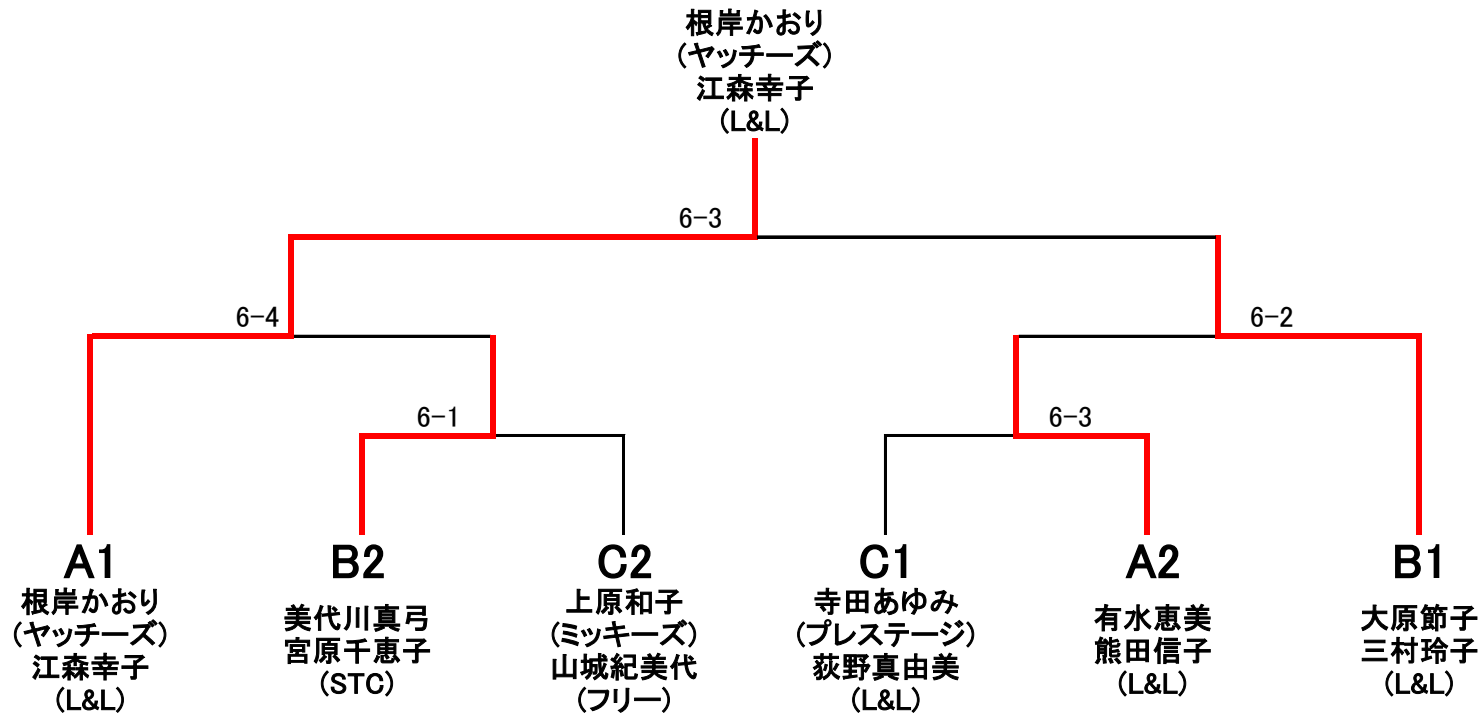 根岸かおり
(ヤッチーズ)
江森幸子
(L&L)
6-3
6-4
6-2
6-1
6-3
A1
根岸かおり
(ヤッチーズ)
江森幸子
(L&L)
B2
美代川真弓
宮原千恵子
(STC)
C2
上原和子
(ミッキーズ)
山城紀美代
(フリー)
C1
寺田あゆみ
(プレステージ)
荻野真由美
(L&L)
A2
有水恵美
熊田信子
(L&L)
B1
大原節子
三村玲子
(L&L)